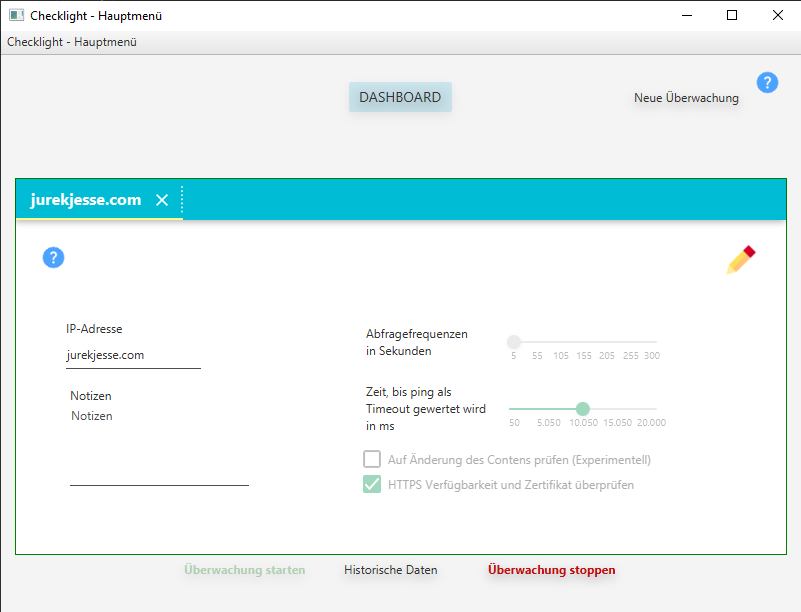 Checklight - Hauptmenü
Checklight - Hauptmenü
DASHBOARD
Neue Überwachung
?
jurekjesse.com
?
IP-Adresse
jurekjesse.com
Notizen
Notizen
Abfragefrequenzen
in Sekunden
5 55 105 155 205 255 300
Zeit, bis ping als
Timeout gewertet wird
in ms
50 5.050 10.050 15.050 20.000
Auf Änderung des Contens prüfen (Experimentell)
HTTPS Verfügbarkeit und Zertifikat überprüfen
Überwachung starten
Historische Daten
Überwachung stoppen